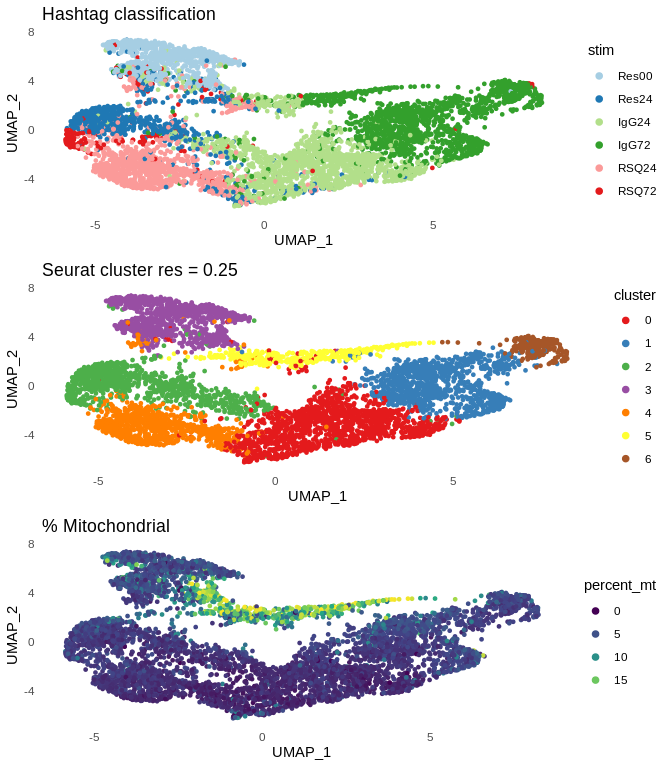 Hashtag classification
8
4
0
-4
UMAP_2
-5
0
5
UMAP_1
stim
Res00
Res24
IgG24
IgG72
RSQ24
RSQ72
Seurat cluster res = 0.25
8
4
0
-4
UMAP_2
-5
0
5
UMAP_1
cluster
0
1
2
3
4
5
6
% Mitochondrial
8
4
0
-4
UMAP_2
-5
0
5
UMAP_1
percent_mt
0
5
10
15